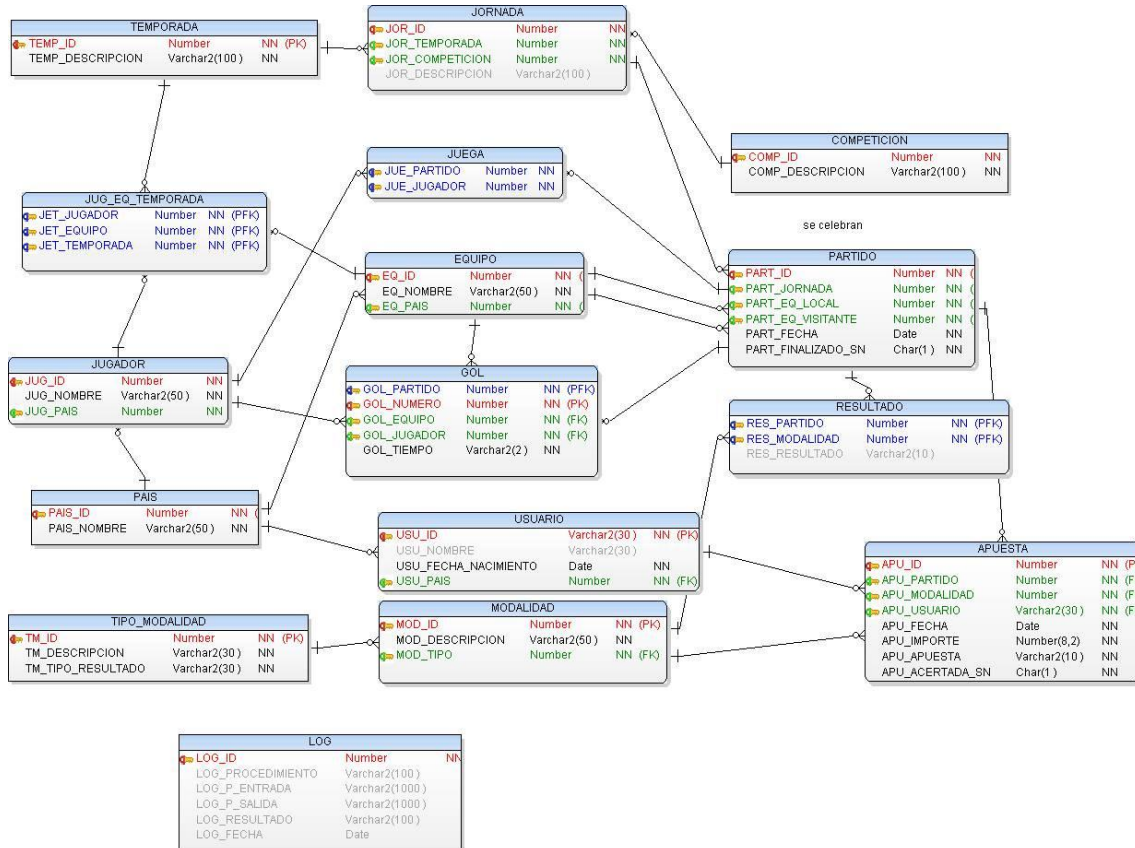 TEMPORADA
TEMP_ID Number NN (PK)
TEMP_DESCRIPCION Varchar2(100) NN
JORNADA
JOR_ID Number NN
JOR_TEMPORADA Number NN
JOR_COMPETICION Number NN
JOR_DESCRIPCION Varchar2(100)
COMPETICION
COMP_ID Number NN
COMP_DESCRIPCION Varchar2(100) NN
JUEGA
JUE_PARTIDO Number NN
JUE_JUGADOR Number NN
JUG_EQ_TEMPORADA
JET_JUGADOR Number NN (PFK)
JET_EQUIPO Number NN (PFK)
JET_TEMPORADA Number NN (PFK)
se celebran
EQUIPO
EQ_ID Number NN (
EQ_NOMBRE Varchar2(50) NN
EQ_PAIS Number NN (
PARTIDO
PART_ID Number NN (
PART_JORNADA Number NN (
PART_EQ_LOCAL Number NN (
PART_EQ_VISITANTE Number NN (
PART_FECHA Date NN
PART_FINALIZADO_SN Char(1) NN
JUGADOR
JUG_ID Number NN
JUG_NOMBRE Varchar2(50) NN
JUG_PAIS Number NN
GOL
GOL_PARTIDO Number NN (PFK)
GOL_NUMERO Number NN (PK)
GOL_EQUIPO Number NN (FK)
GOL_JUGADOR Number NN (FK)
GOL_TIEMPO Varchar2(2) NN
RESULTADO
RES_PARTIDO Number NN (PFK)
RES_MODALIDAD Number NN (PFK)
RES_RESULTADO Varchar2(10)
PAIS
PAIS_ID Number NN (
PAIS_NOMBRE Varchar2(50) NN
USUARIO
USU_ID Varchar2(30) NN (PK)
USU_NOMBRE Varchar2(30)
USU_FECHA_NACIMIENTO Date NN
USU_PAIS Number NN (FK)
APUESTA
APU_ID Number NN (P
APU_PARTIDO Number NN (F
APU_MODALIDAD Number NN (F
APU_USUARIO Varchar2(30) NN (F
APU_FECHA Date NN
APU_IMPORTE Number(8,2) NN
APU_APUESTA Varchar2(10) NN
APU_ACERTADA_SN Char(1) NN
TIPO_MODALIDAD
TM_ID Number NN (PK)
TM_DESCRIPCION Varchar2(30) NN
TM_TIPO_RESULTADO Varchar2(30) NN
MODALIDAD
MOD_ID Number NN (PK)
MOD_DESCRIPCION Varchar2(50) NN
MOD_TIPO Number NN (FK)
LOG
LOG_ID Number NN
LOG_PROCEDIMIENTO Varchar2(100)
LOG_P_ENTRADA Varchar2(1000)
LOG_P_SALIDA Varchar2(1000)
LOG_RESULTADO Varchar2(100)
LOG_FECHA Date